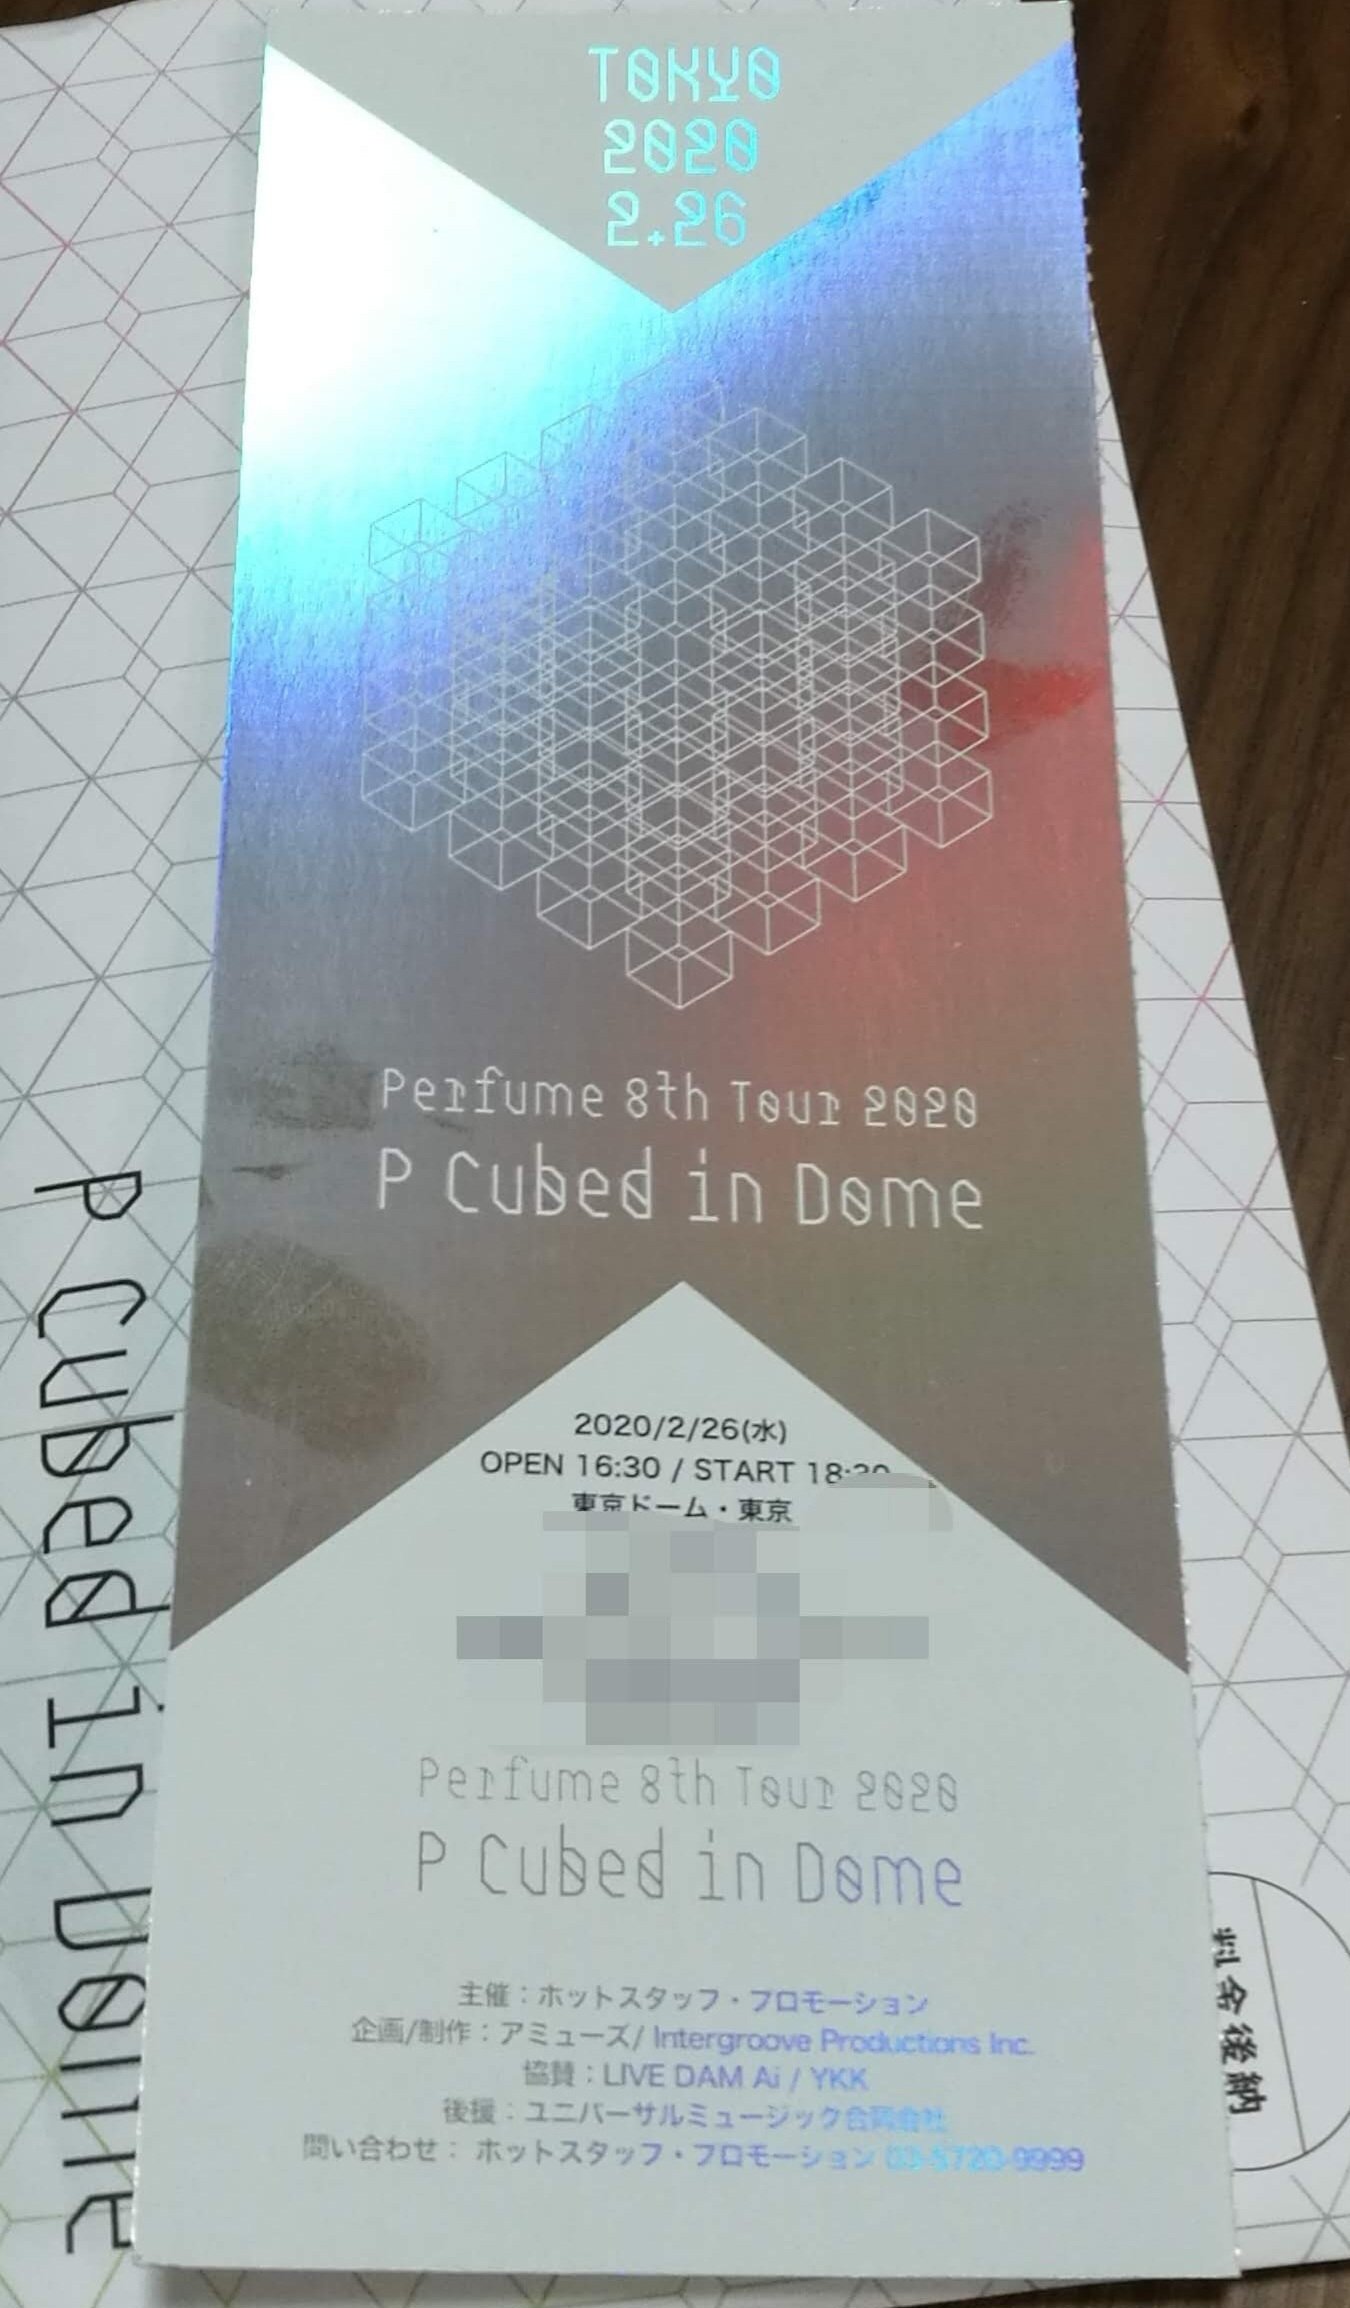 TOKYO
2020
2.26
Perfume 8th Tour 2020
P Cubed in Dome
2020/2/26(水)
OPEN 16:30 / START 18:30
東京ドーム・東京
Perfume 8th Tour 2020
P Cubed in Dome
主催：ホットスタッフ・プロモーション
企画/制作：アミューズ/ Intergroove Productions Inc.
協賛：LIVE DAM Ai / YKK
後援：ユニバーサルミュージック合同会社
問い合わせ： ホットスタッフ・プロモーション 03-5720-9999
P Cubed in Dome
料金後納